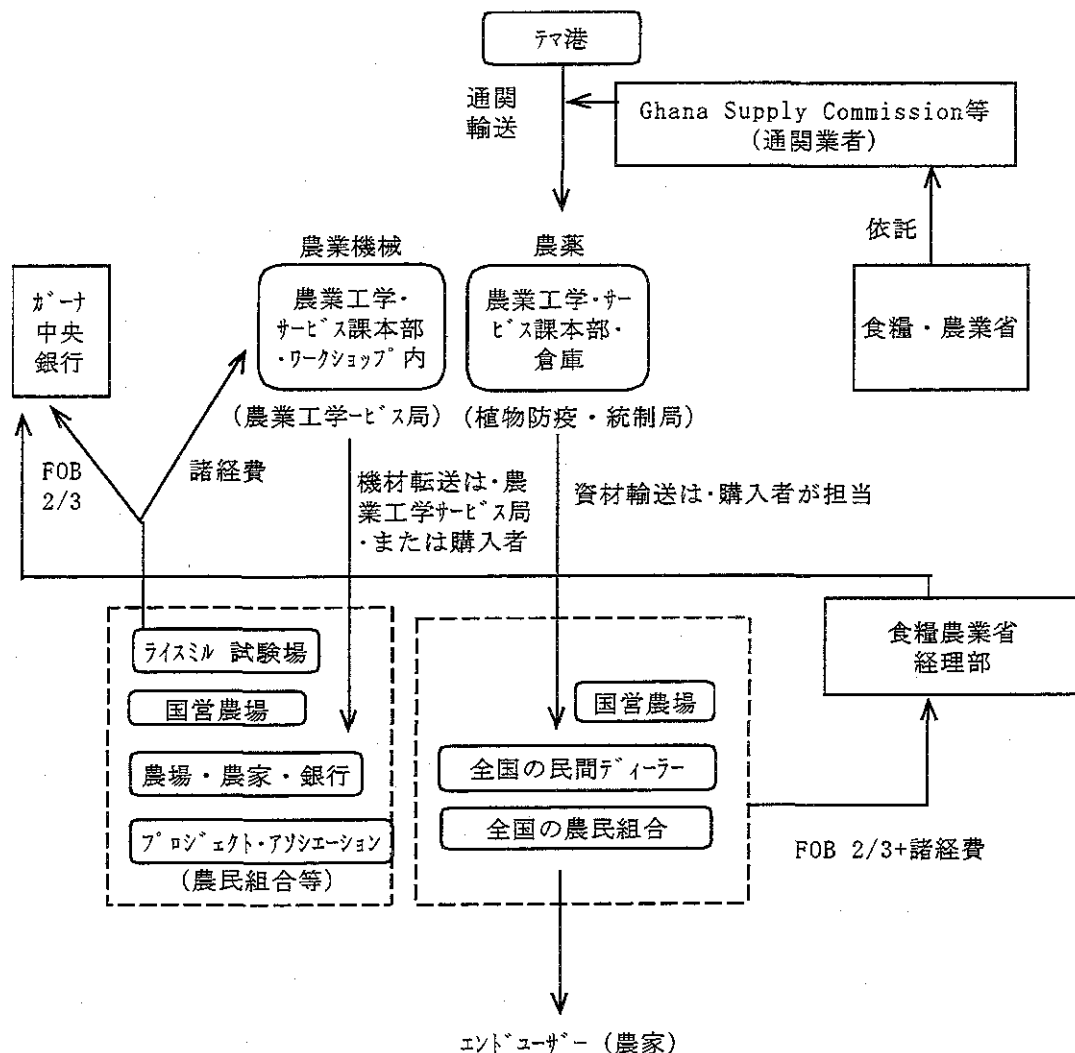 テマ港
通関
輸送
Ghana Supply Commission等
(通関業者)
依託
食糧・農業省
農業機械
農業工学・
サービス課本部
・ワークショップ内
(農業工学ービス局)
農薬
農業工学・サー
ビス課本部・
倉庫
(植物防疫・統制局)
ガーナ
中央
銀行
FOB
2/3
諸経費
機材転送は・農
業工学サービス局
・または購入者
資材輸送は・購入者が担当
ライスミル 試験場
国営農場
農場・農家・銀行
プロジェクト・アソシエーション
(農民組合等)
国営農場
全国の民間ディーラー
全国の農民組合
食糧農業省
経理部
FOB 2/3+諸経費
エンドユーザー (農家)